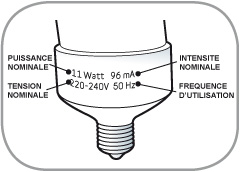 PUISSANCE
NOMINALE
11 Watt 96 mA
INTENSITE
NOMINALE
TENSION
NOMINALE
220-240V 50 Hz
FREQUENCE
D'UTILISATION